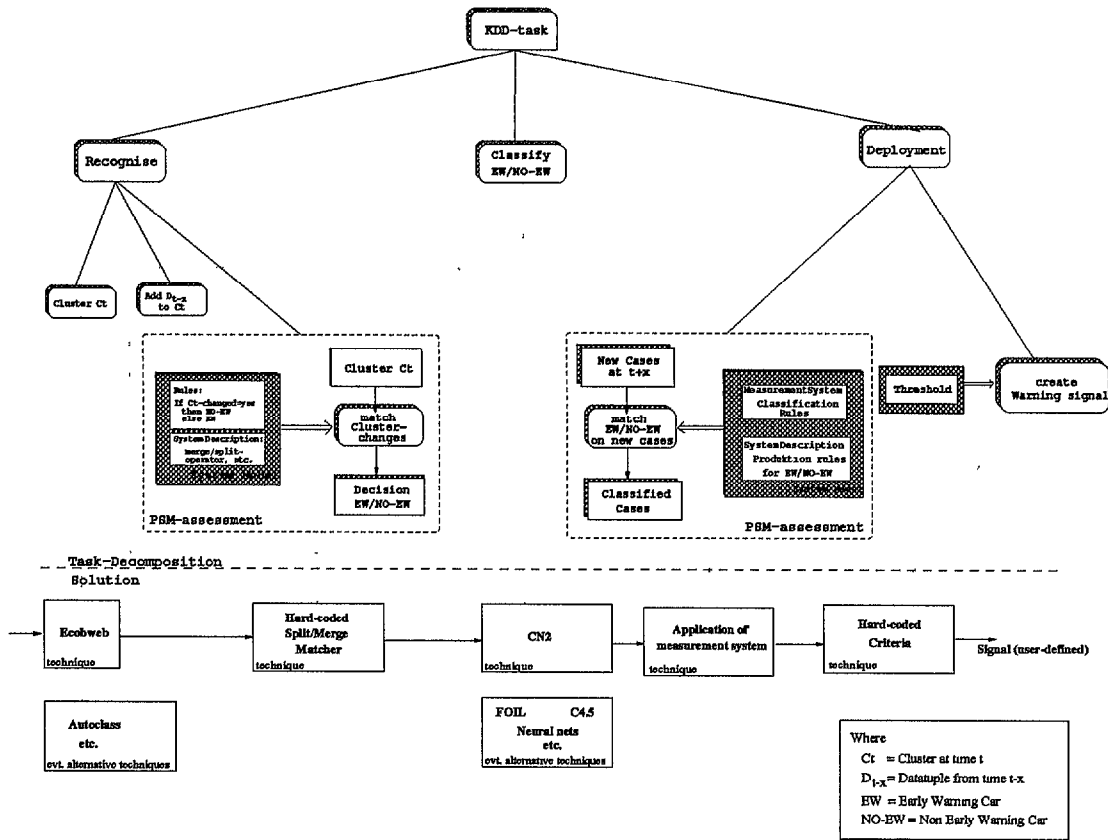 KDD-task
Recognise
Classify
EW/NO-EW
Deployment
Cluster Ct
Add Dt-x
to Ct
Cluster Ct
Rules:
If Ct-changed=yes
then NO-EW
else EW
SystemDescription:
merge/split-
operator, etc.
match
Cluster-
changes
Decision
EW/NO-EW
PSM-assessment
New Cases
at t+x
match
EW/NO-EW
on new cases
Classified
Cases
MeasurementSystem
Classification
Rules
SystemDescription
Produktion rules
for EW/NO-EW
PSM-assessment
Threshold
create
Warning signal
Task-Decomposition
Solution
Ecobweb
technique
Hard-coded
Split/Merge
Matcher
technique
CN2
technique
Application of
measurement system
technique
Hard-coded
Criteria
technique
Signal (user-defined)
Autoclass
etc.
evt. alternative techniques
FOIL C4.5
Neural nets
etc.
evt. alternative techniques
Where
Ct = Cluster at time t
Dt-x = Datatuple from time t-x
EW = Early Warning Car
NO-EW = Non Early Warning Car